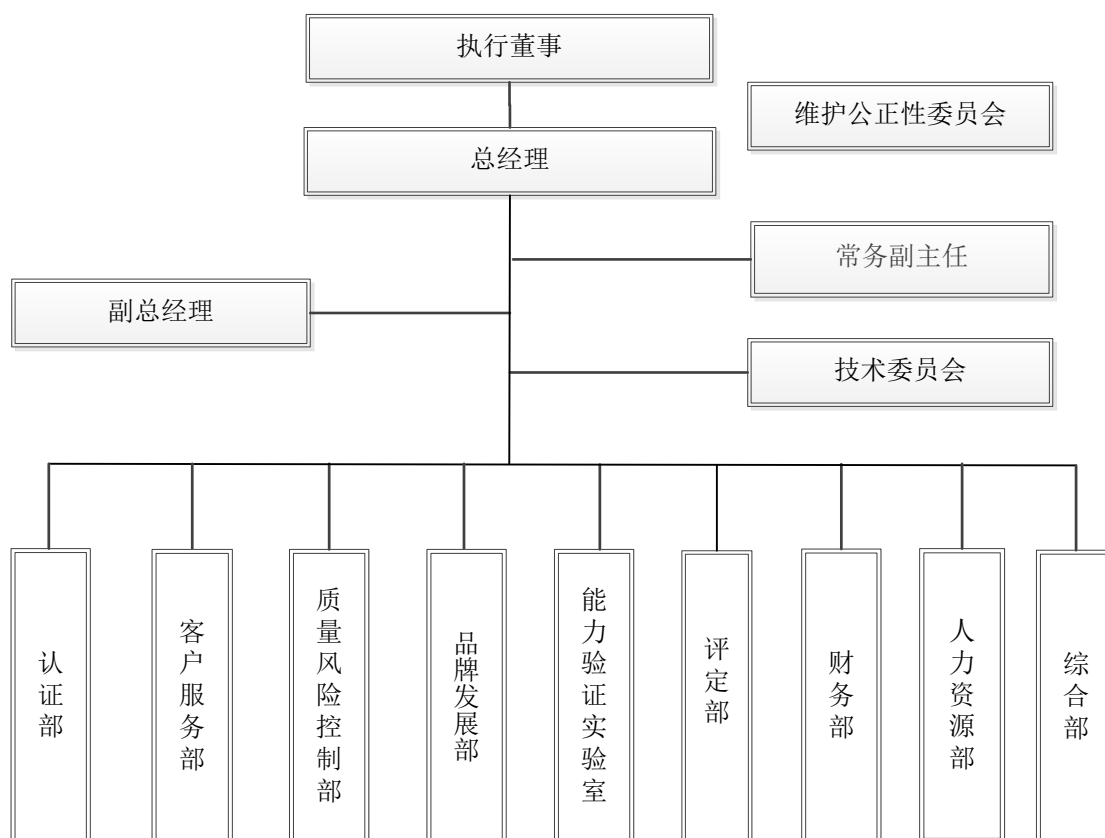 执行董事
维护公正性委员会
总经理
常务副主任
副总经理
技术委员会
认证部
客户服务部
质量风险控制部
品牌发展部
能力验证实验室
评定部
财务部
人力资源部
综合部